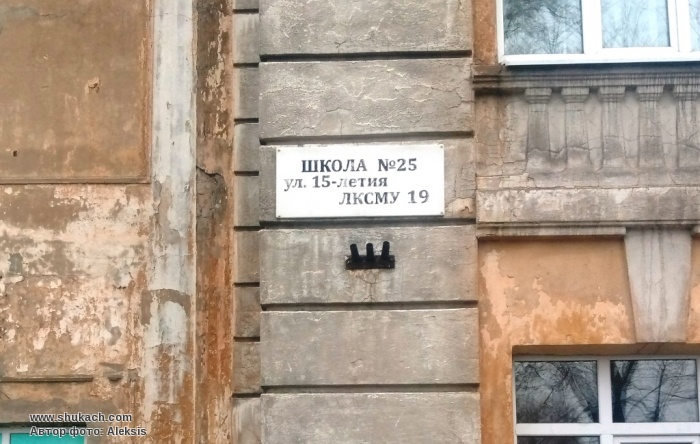 ШКОЛА №25
ул. 15-летия
ЛКСМУ 19
www.shukach.com
Автор фото: Aleksis